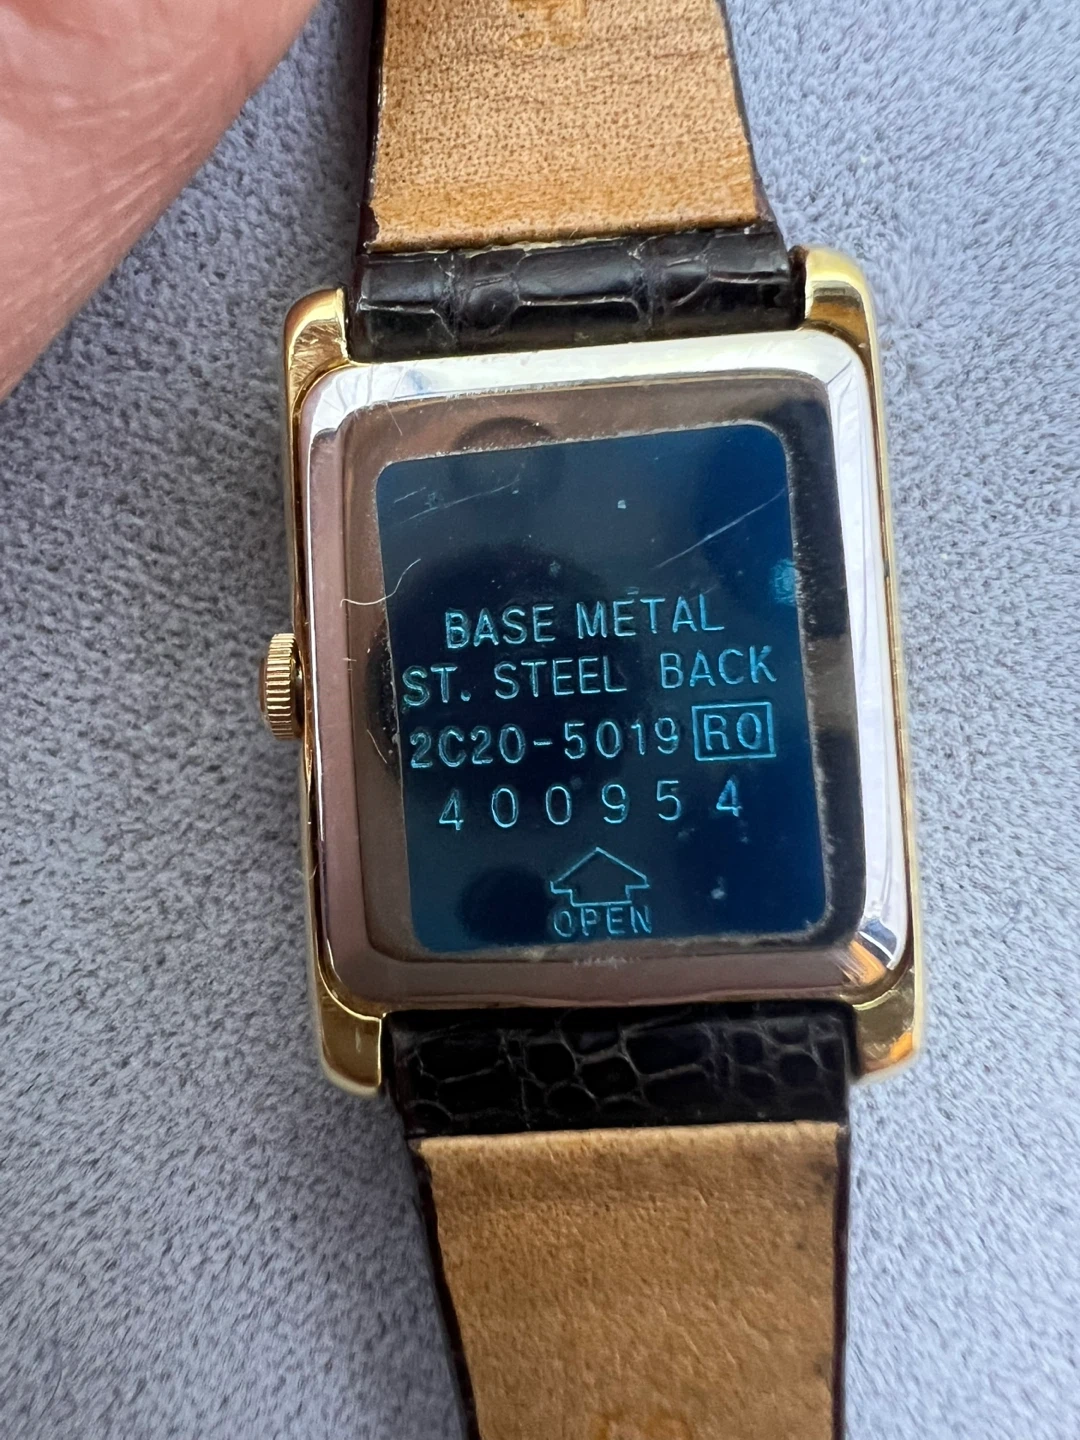 BASE METAL
ST. STEEL BACK
2C20-5019 RO
400954
OPEN